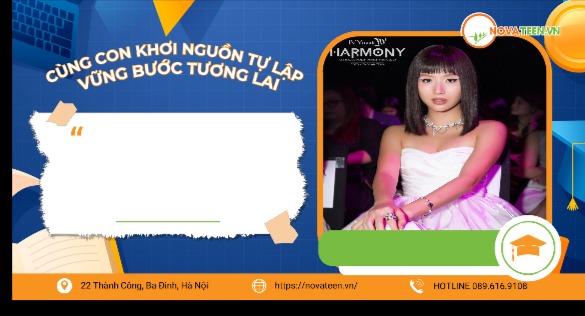 NOVATEEN.VN
CÙNG CON KHƠI NGUỒN TỰ LẬP
VỮNG BƯỚC TƯƠNG LAI
HARMONY
“
22 Thành Công, Ba Đình, Hà Nội
https://novateen.vn/
HOTLINE 089.616.9108